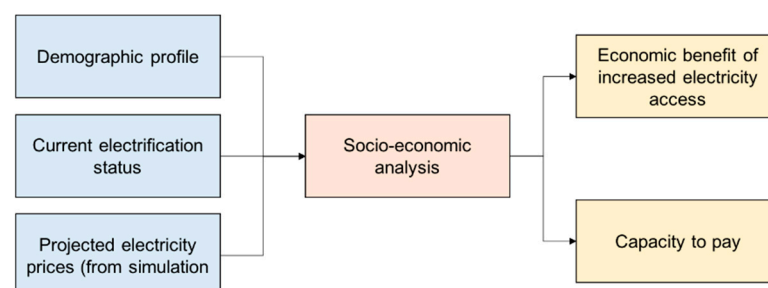 Demographic profile
Current electrification
status
Projected electricity
prices (from simulation
Socio-economic
analysis
Economic benefit of
increased electricity
access
Capacity to pay